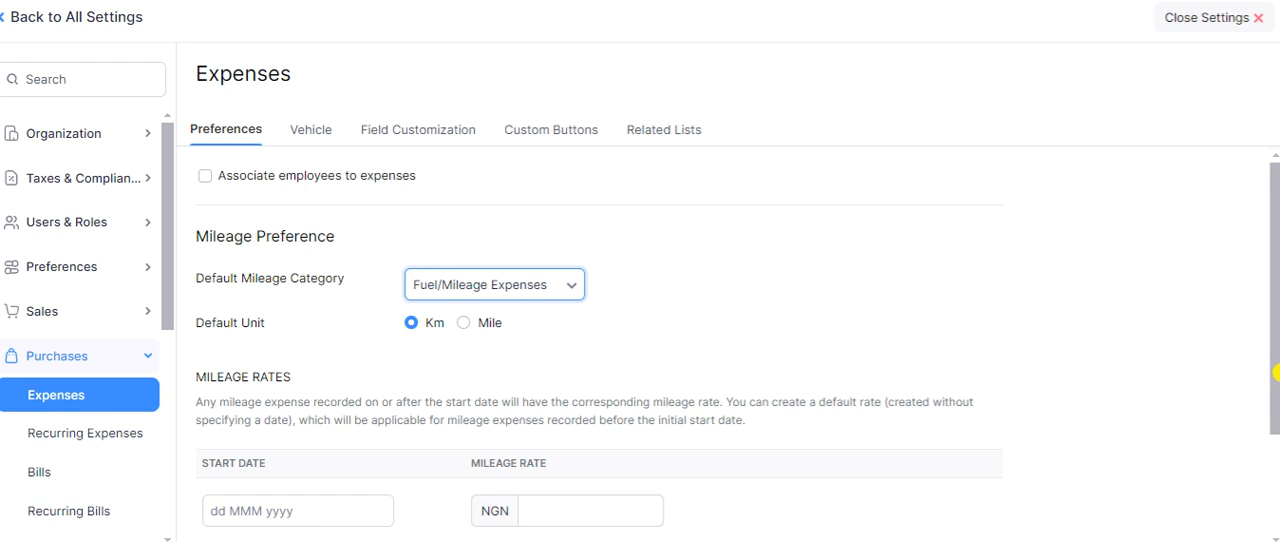 Back to All Settings
Close Settings
Search
Organization
Taxes & Complian...
Users & Roles
Preferences
Sales
Purchases
Expenses
Recurring Expenses
Bills
Recurring Bills
Expenses
Preferences Vehicle Field Customization Custom Buttons Related Lists
Associate employees to expenses
Mileage Preference
Default Mileage Category Fuel/Mileage Expenses
Default Unit Km Mile
MILEAGE RATES
Any mileage expense recorded on or after the start date will have the corresponding mileage rate. You can create a default rate (created without
specifying a date), which will be applicable for mileage expenses recorded before the initial start date.
START DATE MILEAGE RATE
dd MMM yyyy NGN